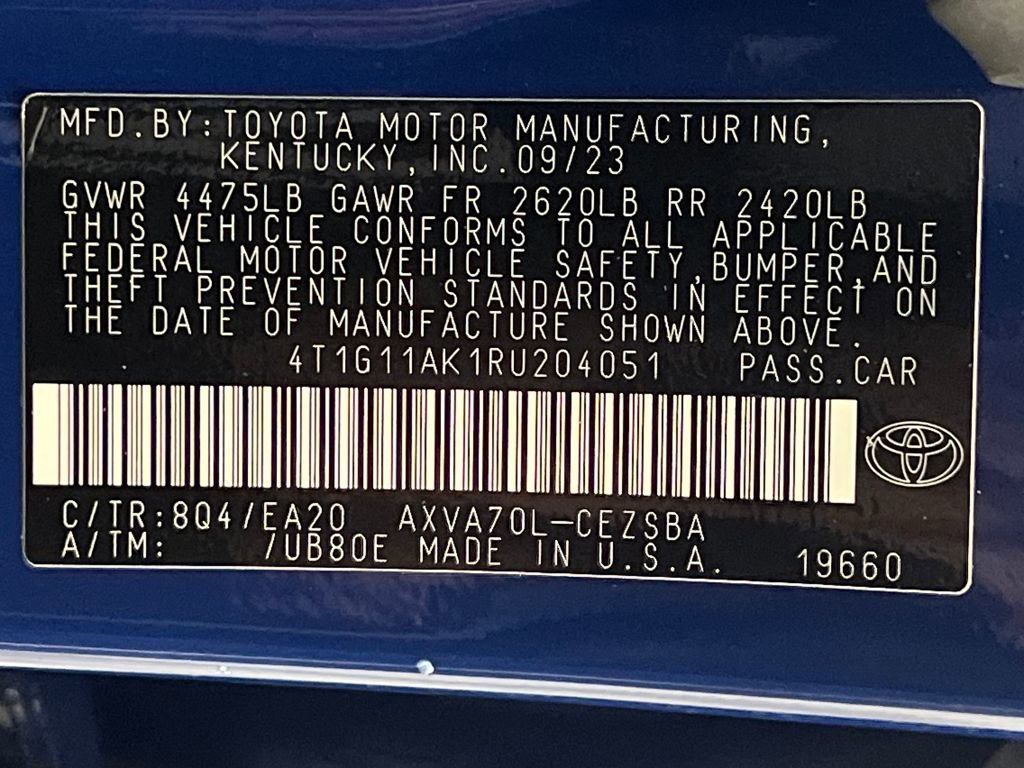 MFD.BY:TOYOTA MOTOR MANUFACTURING,
KENTUCKY,INC.09/23
GVWR 4475LB GAWR FR 2620LB RR 2420LB
THIS VEHICLE CONFORMS TO ALL APPLICABLE
FEDERAL MOTOR VEHICLE SAFETY,BUMPER,AND
THEFT PREVENTION STANDARDS IN EFFECT ON
THE DATE OF MANUFACTURE SHOWN ABOVE.
4T1G11AK1RU204051 PASS.CAR
C/TR:8Q4/EA20 AXVA70L-CEZSBA
A/TM: /UB80E MADE IN U.S.A. 19660